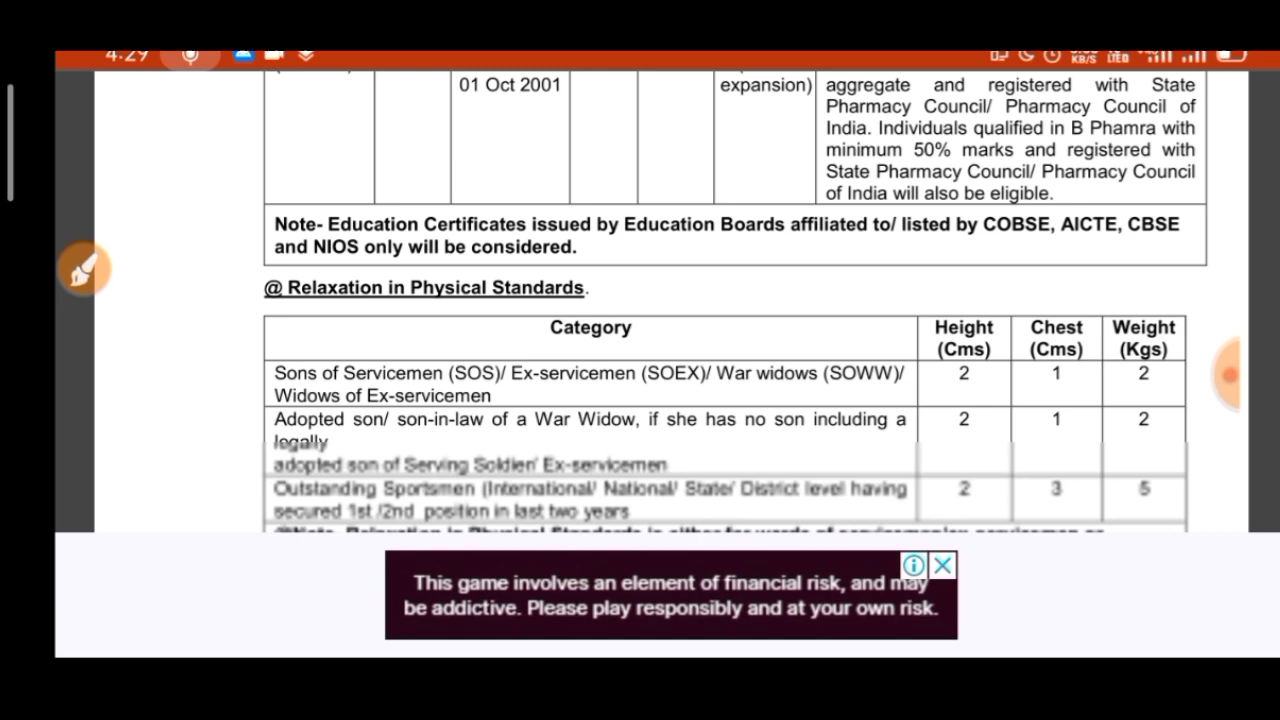 4:29
KB/S
01 Oct 2001
expansion)
aggregate and registered with State
Pharmacy Council/ Pharmacy Council of
India. Individuals qualified in B Phamra with
minimum 50% marks and registered with
State Pharmacy Council/ Pharmacy Council
of India will also be eligible.
Note- Education Certificates issued by Education Boards affiliated to/ listed by COBSE, AICTE, CBSE
and NIOS only will be considered.
@ Relaxation in Physical Standards.
Category Height (Cms) Chest (Cms) Weight (Kgs)
Sons of Servicemen (SOS)/ Ex-servicemen (SOEX)/ War widows (SOWW)/ 2 1 2
Widows of Ex-servicemen
Adopted son/ son-in-law of a War Widow, if she has no son including a 2 1 2
legally
adopted son of Serving Soldier/ Ex-servicemen
Outstanding Sportsmen (International/ National/ State/ District level having 2 3 5
secured 1st /2nd position in last two years
This game involves an element of financial risk, and may
be addictive. Please play responsibly and at your own risk.